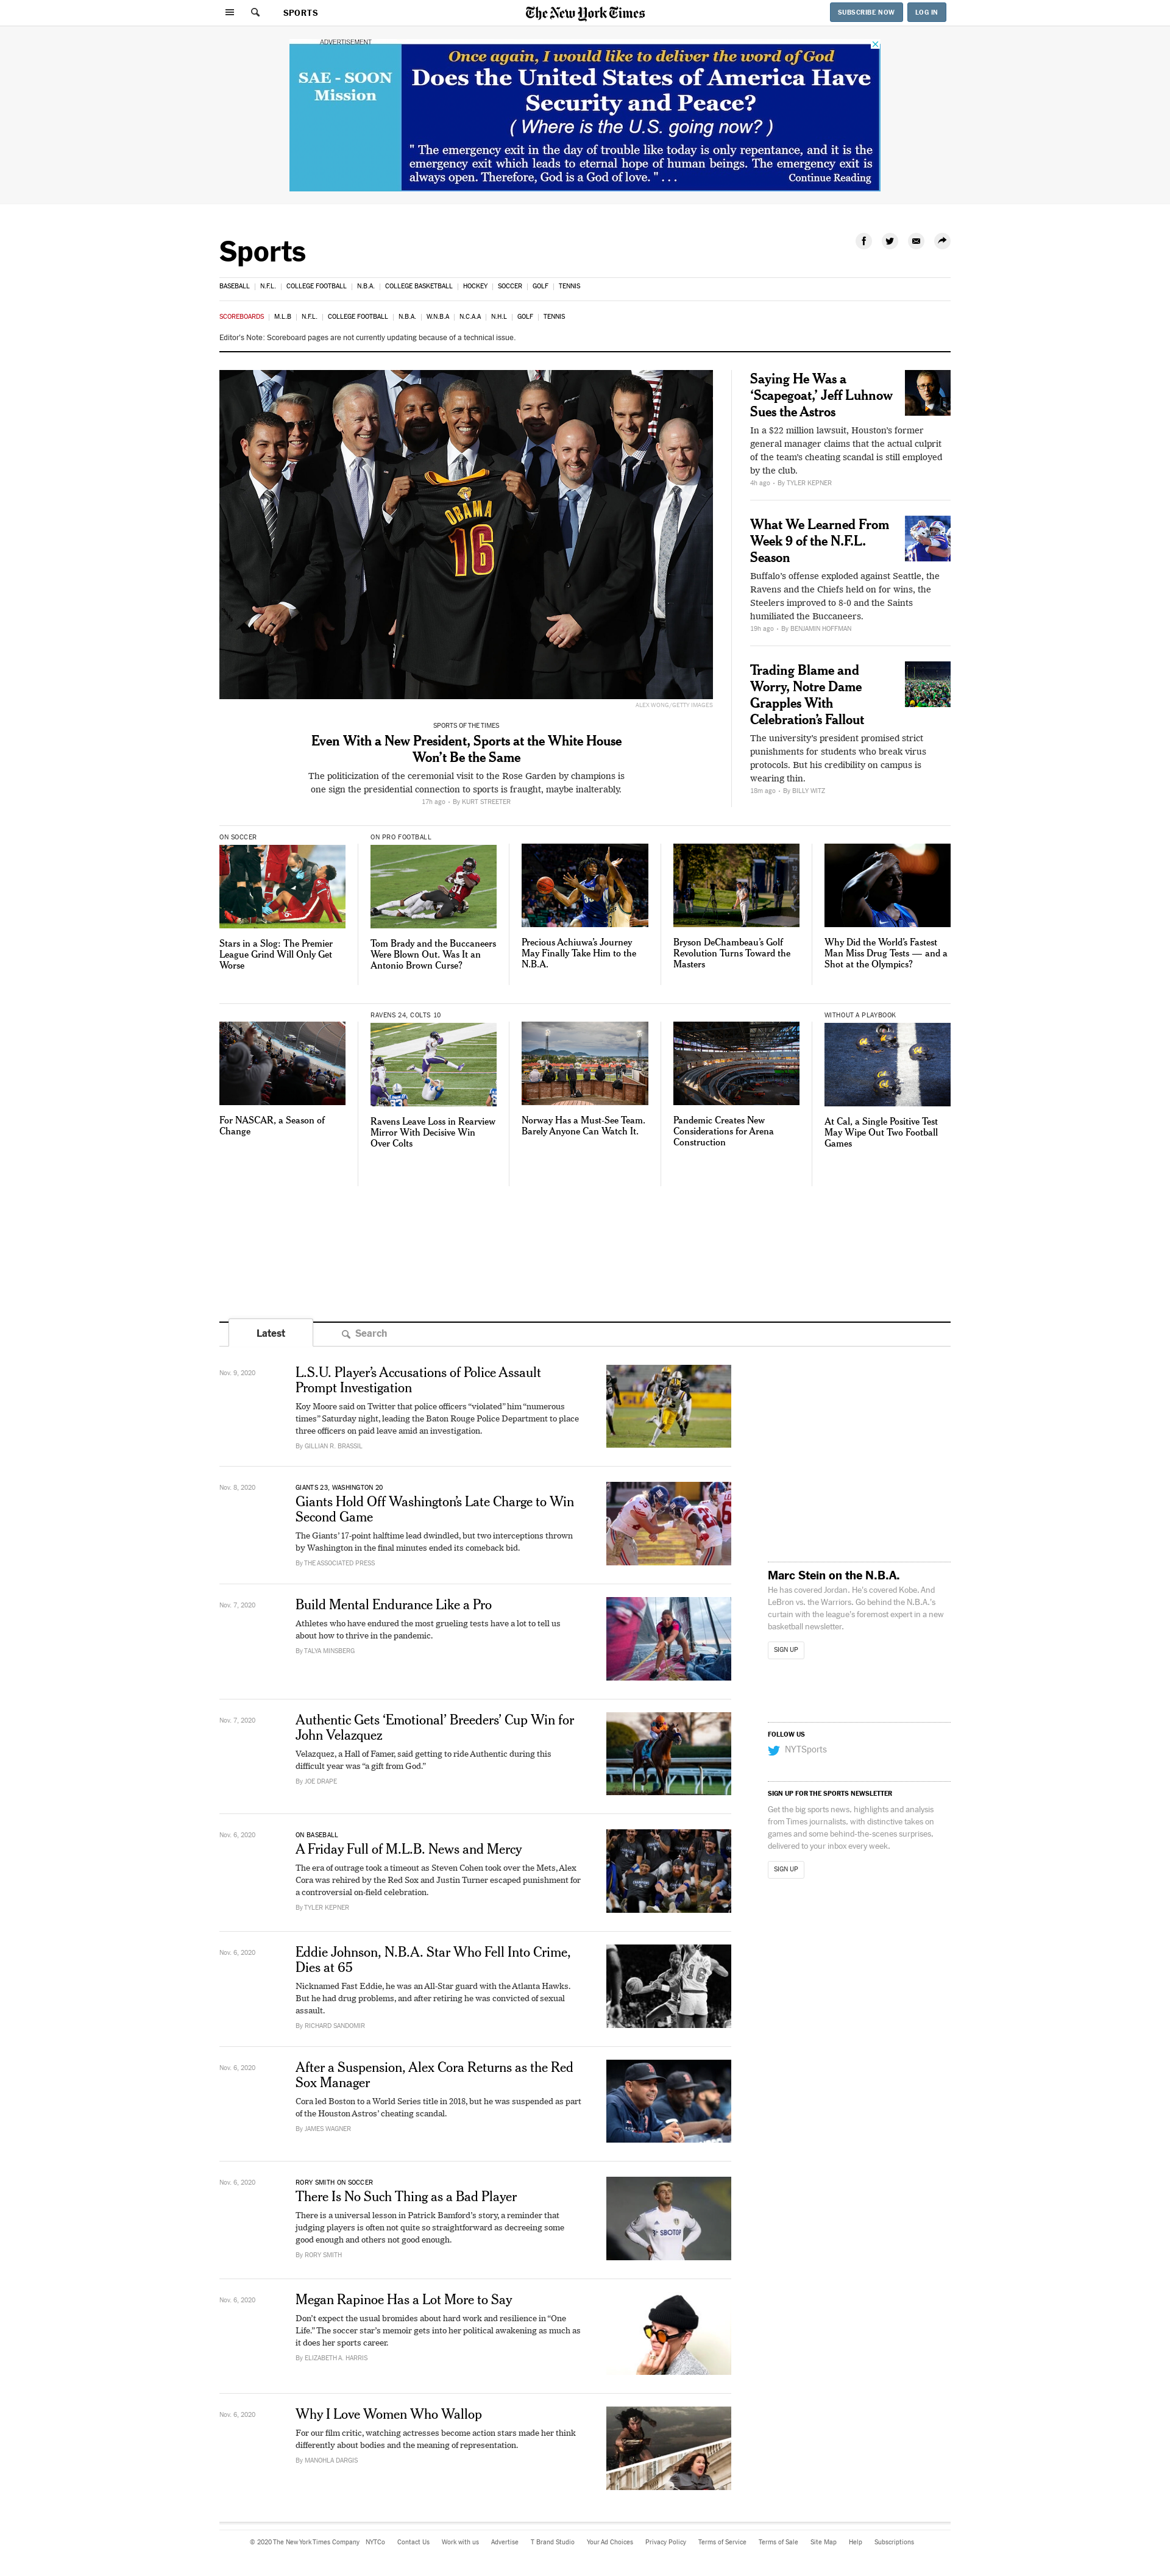 SPORTS
The New York Times
SUBSCRIBE NOW
LOG IN
ADVERTISEMENT
SAE - SOON
Mission
Once again, I would like to deliver the word of God
Does the United States of America Have
Security and Peace?
( Where is the U.S. going now? )
" The emergency exit in the day of trouble like today is only repentance, and it is the
emergency exit which leads to eternal hope of human beings. The emergency exit is
always open. Therefore, God is a God of love. " . . .
Continue Reading
Sports
BASEBALL | N.F.L. | COLLEGE FOOTBALL | N.B.A. | COLLEGE BASKETBALL | HOCKEY | SOCCER | GOLF | TENNIS
SCOREBOARDS | M.L.B | N.F.L. | COLLEGE FOOTBALL | N.B.A. | W.N.B.A | N.C.A.A | N.H.L | GOLF | TENNIS
Editor's Note: Scoreboard pages are not currently updating because of a technical issue.
OBAMA
16
ALEX WONG/GETTY IMAGES
SPORTS OF THE TIMES
Even With a New President, Sports at the White House
Won't Be the Same
The politicization of the ceremonial visit to the Rose Garden by champions is
one sign the presidential connection to sports is fraught, maybe inalterably.
17h ago • By KURT STREETER
Saying He Was a
‘Scapegoat,’ Jeff Luhnow
Sues the Astros
In a $22 million lawsuit, Houston's former
general manager claims that the actual culprit
of the team's cheating scandal is still employed
by the club.
4h ago • By TYLER KEPNER
What We Learned From
Week 9 of the N.F.L.
Season
Buffalo's offense exploded against Seattle, the
Ravens and the Chiefs held on for wins, the
Steelers improved to 8-0 and the Saints
humiliated the Buccaneers.
19h ago • By BENJAMIN HOFFMAN
Trading Blame and
Worry, Notre Dame
Grapples With
Celebration's Fallout
The university's president promised strict
punishments for students who break virus
protocols. But his credibility on campus is
wearing thin.
18m ago • By BILLY WITZ
ON SOCCER
Stars in a Slog: The Premier
League Grind Will Only Get
Worse
ON PRO FOOTBALL
Tom Brady and the Buccaneers
Were Blown Out. Was It an
Antonio Brown Curse?
Precious Achiuwa's Journey
May Finally Take Him to the
N.B.A.
Bryson DeChambeau's Golf
Revolution Turns Toward the
Masters
Why Did the World's Fastest
Man Miss Drug Tests — and a
Shot at the Olympics?
For NASCAR, a Season of
Change
RAVENS 24, COLTS 10
Ravens Leave Loss in Rearview
Mirror With Decisive Win
Over Colts
Norway Has a Must-See Team.
Barely Anyone Can Watch It.
Pandemic Creates New
Considerations for Arena
Construction
WITHOUT A PLAYBOOK
At Cal, a Single Positive Test
May Wipe Out Two Football
Games
Latest
Search
Nov. 9, 2020
L.S.U. Player's Accusations of Police Assault
Prompt Investigation
Koy Moore said on Twitter that police officers “violated” him “numerous
times” Saturday night, leading the Baton Rouge Police Department to place
three officers on paid leave amid an investigation.
By GILLIAN R. BRASSIL
Nov. 8, 2020
GIANTS 23, WASHINGTON 20
Giants Hold Off Washington's Late Charge to Win
Second Game
The Giants' 17-point halftime lead dwindled, but two interceptions thrown
by Washington in the final minutes ended its comeback bid.
By THE ASSOCIATED PRESS
Nov. 7, 2020
Build Mental Endurance Like a Pro
Athletes who have endured the most grueling tests have a lot to tell us
about how to thrive in the pandemic.
By TALYA MINSBERG
Nov. 7, 2020
Authentic Gets ‘Emotional’ Breeders' Cup Win for
John Velazquez
Velazquez, a Hall of Famer, said getting to ride Authentic during this
difficult year was “a gift from God.”
By JOE DRAPE
Nov. 6, 2020
ON BASEBALL
A Friday Full of M.L.B. News and Mercy
The era of outrage took a timeout as Steven Cohen took over the Mets, Alex
Cora was rehired by the Red Sox and Justin Turner escaped punishment for
a controversial on-field celebration.
By TYLER KEPNER
Nov. 6, 2020
Eddie Johnson, N.B.A. Star Who Fell Into Crime,
Dies at 65
Nicknamed Fast Eddie, he was an All-Star guard with the Atlanta Hawks.
But he had drug problems, and after retiring he was convicted of sexual
assault.
By RICHARD SANDOMIR
16
Nov. 6, 2020
After a Suspension, Alex Cora Returns as the Red
Sox Manager
Cora led Boston to a World Series title in 2018, but he was suspended as part
of the Houston Astros' cheating scandal.
By JAMES WAGNER
Nov. 6, 2020
RORY SMITH ON SOCCER
There Is No Such Thing as a Bad Player
There is a universal lesson in Patrick Bamford's story, a reminder that
judging players is often not quite so straightforward as decreeing some
good enough and others not good enough.
By RORY SMITH
SBOTOP
Nov. 6, 2020
Megan Rapinoe Has a Lot More to Say
Don't expect the usual bromides about hard work and resilience in “One
Life.” The soccer star's memoir gets into her political awakening as much as
it does her sports career.
By ELIZABETH A. HARRIS
Nov. 6, 2020
Why I Love Women Who Wallop
For our film critic, watching actresses become action stars made her think
differently about bodies and the meaning of representation.
By MANOHLA DARGIS
Marc Stein on the N.B.A.
He has covered Jordan. He's covered Kobe. And
LeBron vs. the Warriors. Go behind the N.B.A.'s
curtain with the league's foremost expert in a new
basketball newsletter.
SIGN UP
FOLLOW US
NYTSports
SIGN UP FOR THE SPORTS NEWSLETTER
Get the big sports news, highlights and analysis
from Times journalists, with distinctive takes on
games and some behind-the-scenes surprises,
delivered to your inbox every week.
SIGN UP
© 2020 The New York Times Company NYTCo Contact Us Work with us Advertise T Brand Studio Your Ad Choices Privacy Policy Terms of Service Terms of Sale Site Map Help Subscriptions